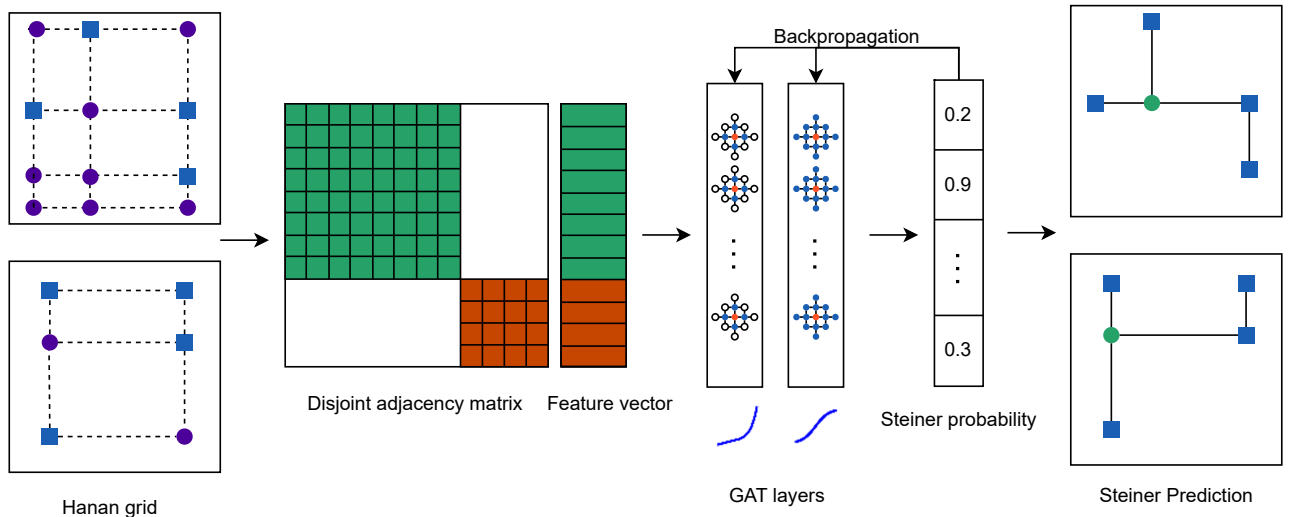 Backpropagation
0.2
0.9
0.3
Disjoint adjacency matrix
Feature vector
Steiner probability
Hanan grid
GAT layers
Steiner Prediction